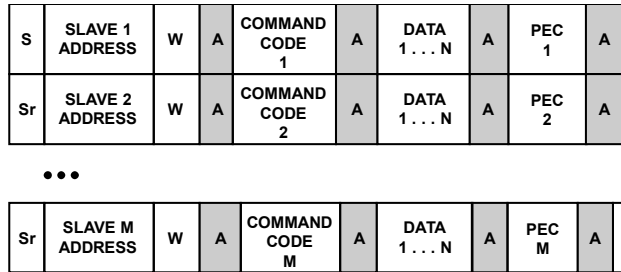 S SLAVE 1 ADDRESS W A COMMAND CODE 1 A DATA 1 . . . N A PEC 1 A
Sr SLAVE 2 ADDRESS W A COMMAND CODE 2 A DATA 1 . . . N A PEC 2 A
•••
Sr SLAVE M ADDRESS W A COMMAND CODE M A DATA 1 . . . N A PEC M A